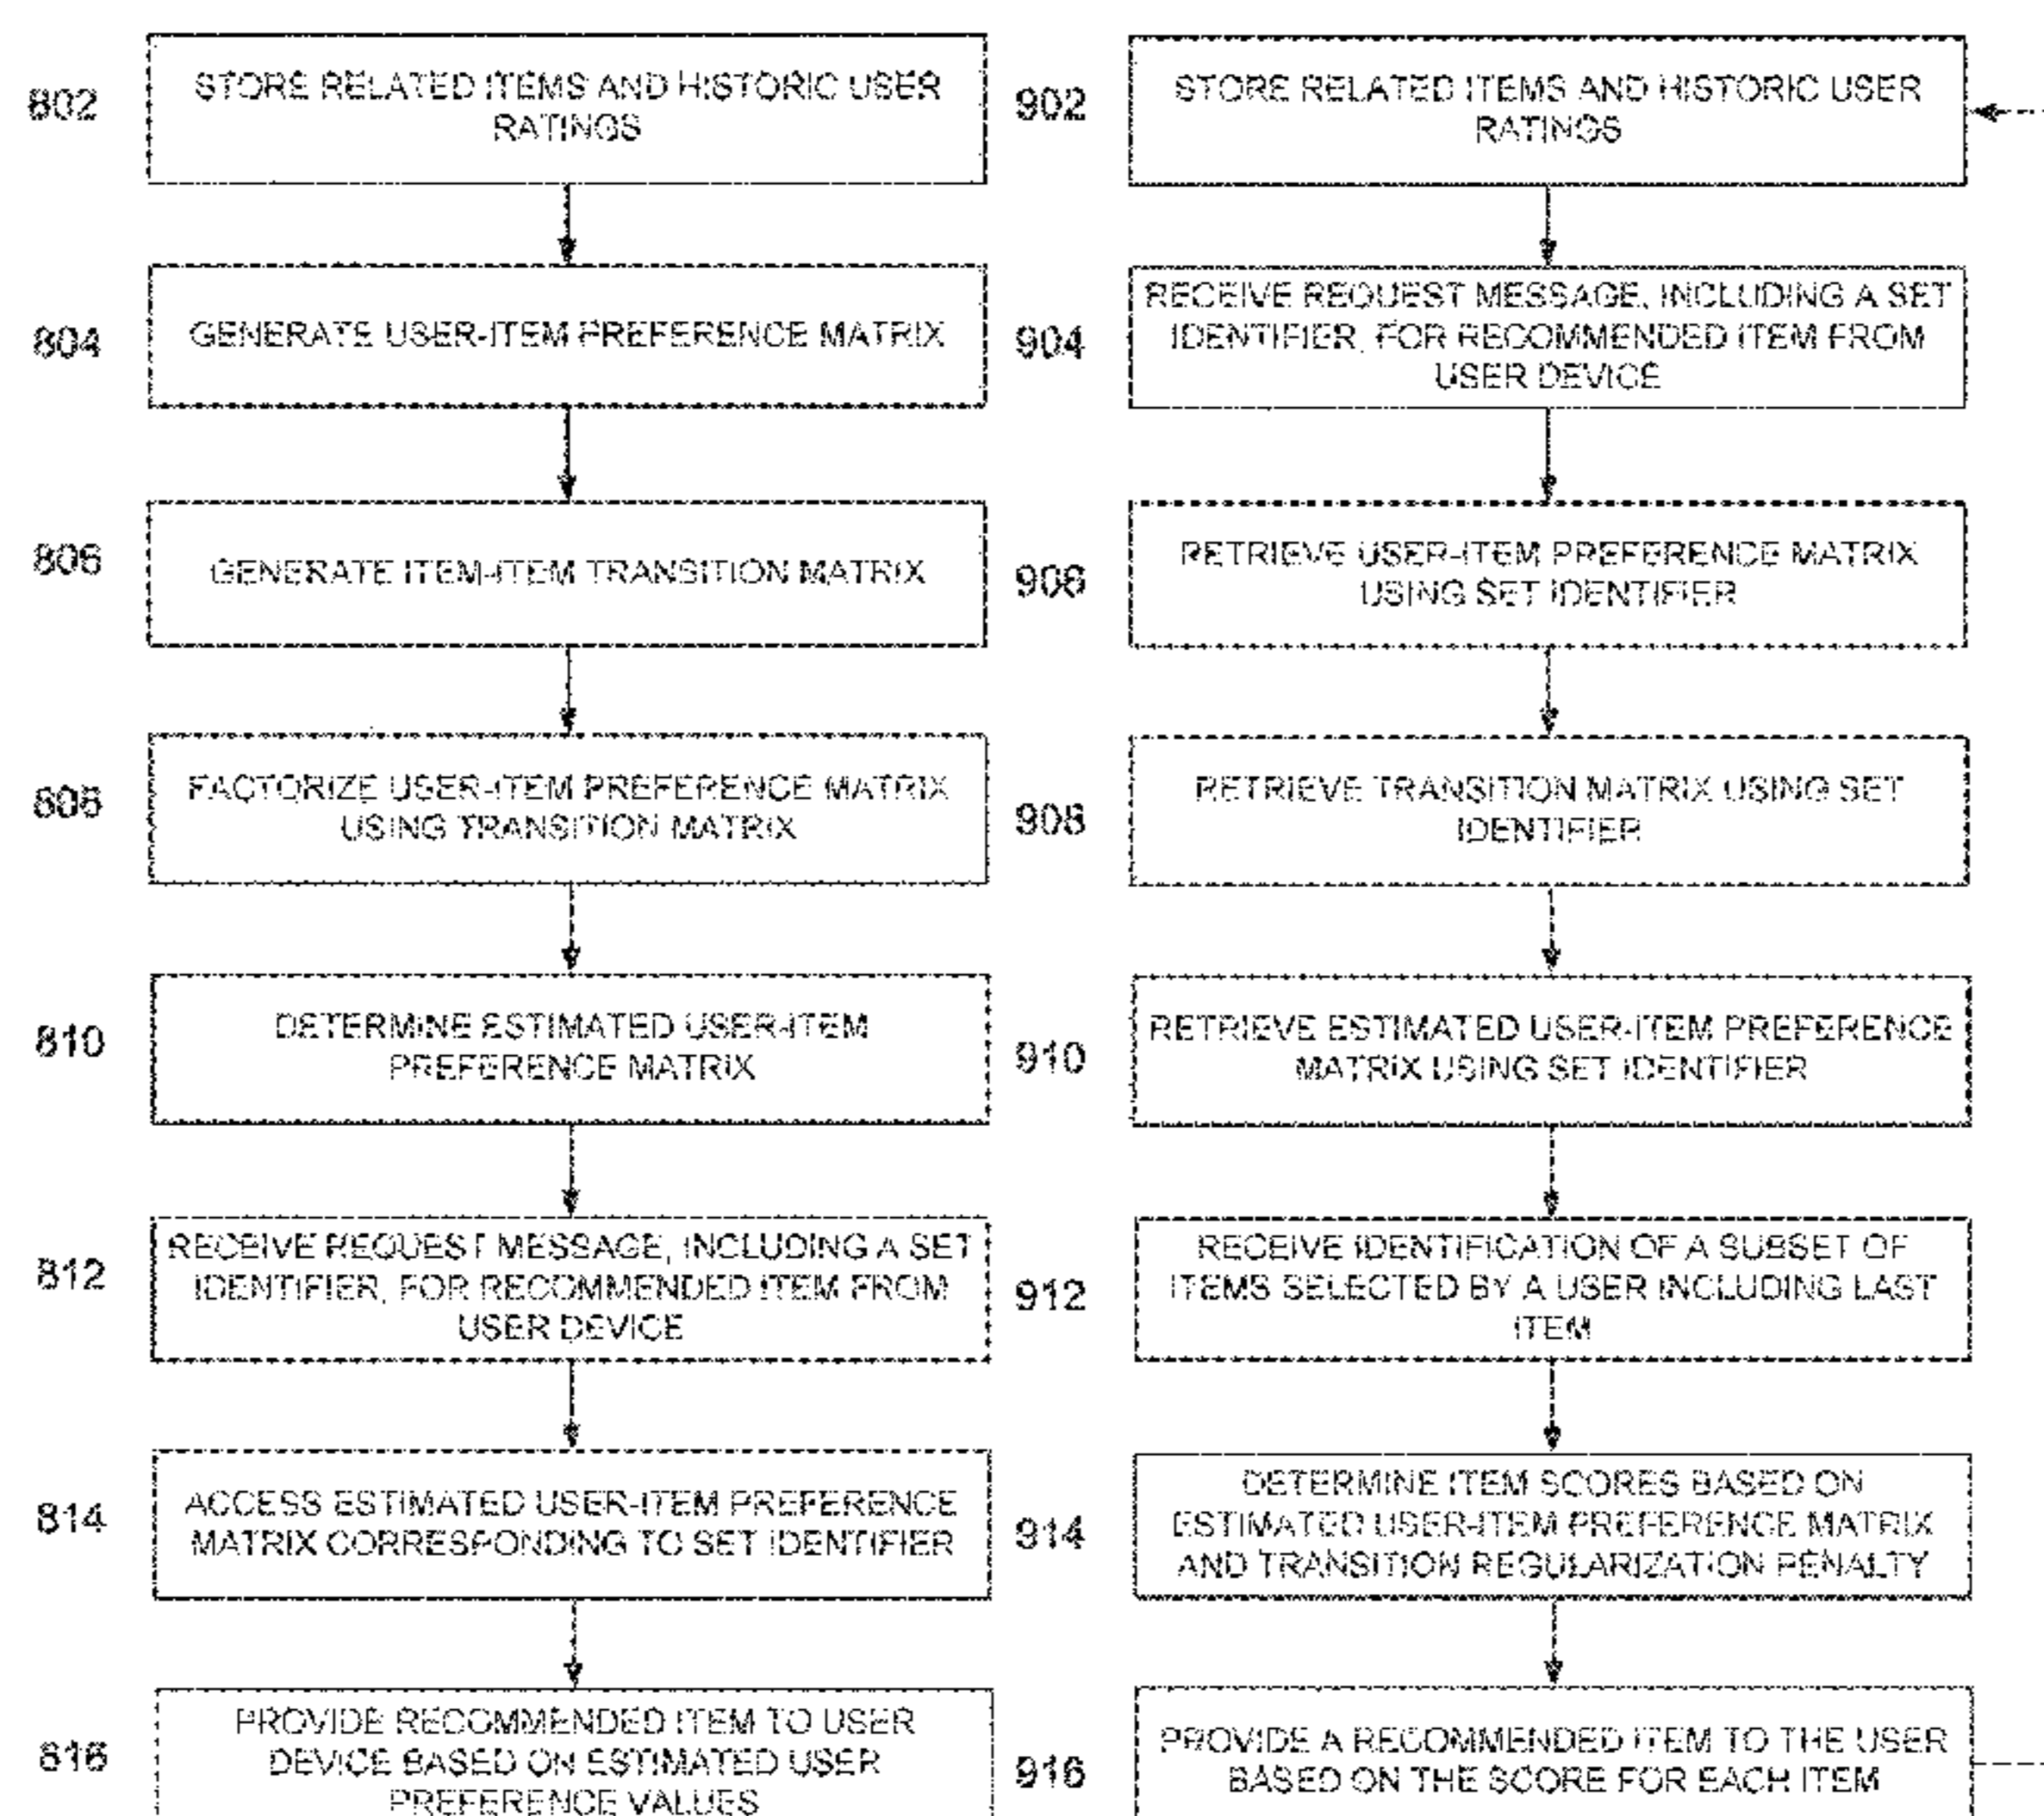 802
STORE RELATED ITEMS AND HISTORIC USER
RATINGS
804
GENERATE USER-ITEM PREFERENCE MATRIX
806
GENERATE ITEM-ITEM TRANSITION MATRIX
808
FACTORIZE USER-ITEM PREFERENCE MATRIX
USING TRANSITION MATRIX
810
DETERMINE ESTIMATED USER-ITEM
PREFERENCE MATRIX
812
RECEIVE REQUEST MESSAGE, INCLUDING A SET
IDENTIFIER, FOR RECOMMENDED ITEM FROM
USER DEVICE
814
ACCESS ESTIMATED USER-ITEM PREFERENCE
MATRIX CORRESPONDING TO SET IDENTIFIER
816
PROVIDE RECOMMENDED ITEM TO USER
DEVICE BASED ON ESTIMATED USER
PREFERENCE VALUES
902
STORE RELATED ITEMS AND HISTORIC USER
RATINGS
904
RECEIVE REQUEST MESSAGE, INCLUDING A SET
IDENTIFIER, FOR RECOMMENDED ITEM FROM
USER DEVICE
906
RETRIEVE USER-ITEM PREFERENCE MATRIX
USING SET IDENTIFIER
908
RETRIEVE TRANSITION MATRIX USING SET
IDENTIFIER
910
RETRIEVE ESTIMATED USER-ITEM PREFERENCE
MATRIX USING SET IDENTIFIER
912
RECEIVE IDENTIFICATION OF A SUBSET OF
ITEMS SELECTED BY A USER INCLUDING LAST
ITEM
914
DETERMINE ITEM SCORES BASED ON
ESTIMATED USER-ITEM PREFERENCE MATRIX
AND TRANSITION REGULARIZATION PENALTY
916
PROVIDE A RECOMMENDED ITEM TO THE USER
BASED ON THE SCORE FOR EACH ITEM